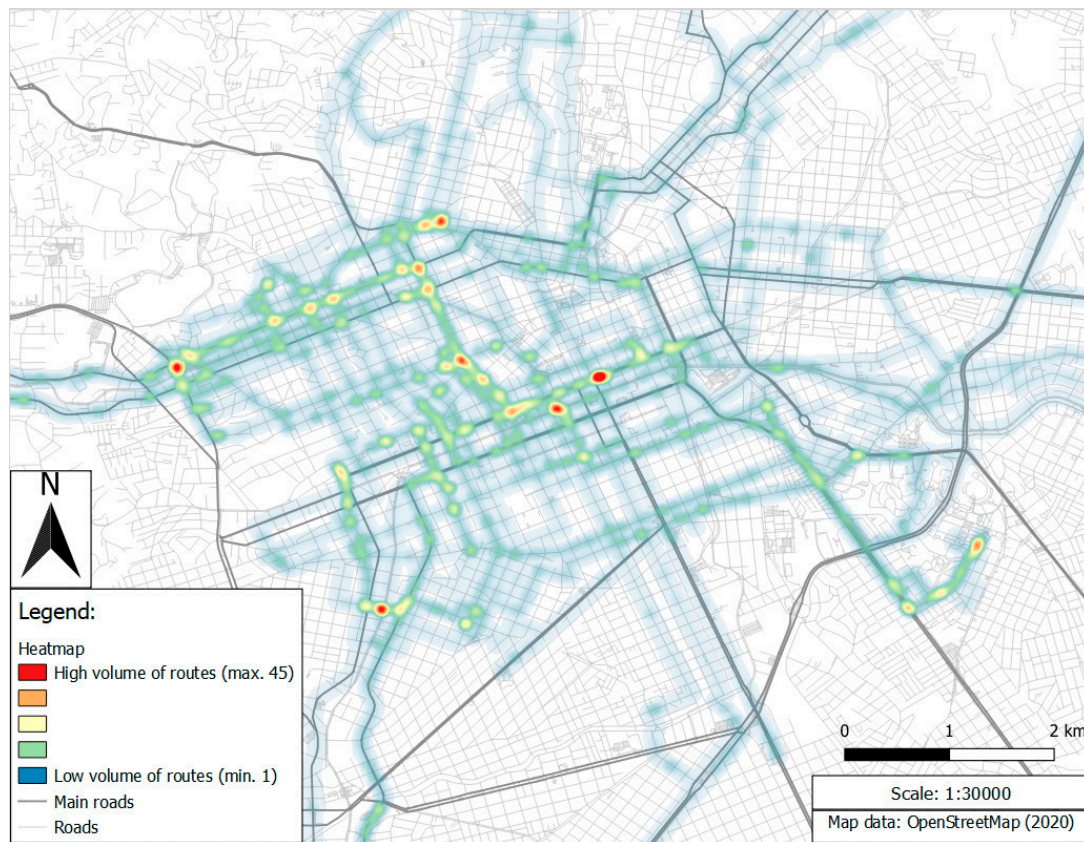 N
Legend:
Heatmap
High volume of routes (max. 45)
Low volume of routes (min. 1)
Main roads
Roads
0 1 2 km
Scale: 1:30000
Map data: OpenStreetMap (2020)